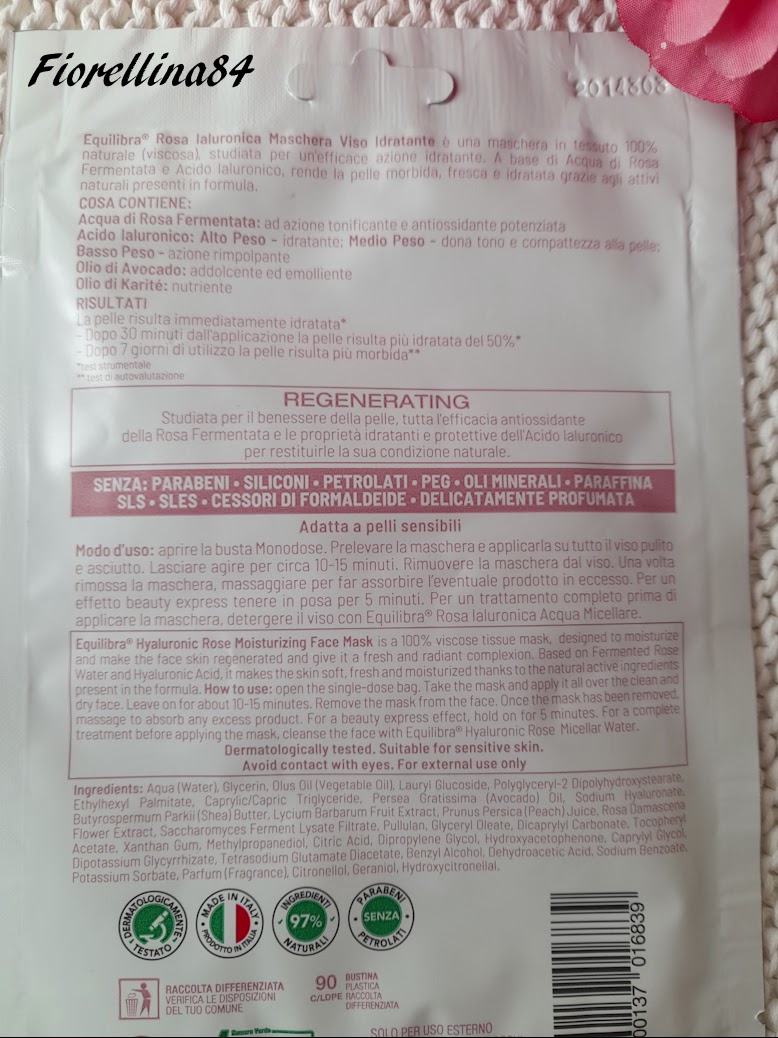 Fiorellina84
2014303
Equilibra® Rosa Ialuronica Maschera Viso Idratante è una maschera in tessuto 100%
naturale (viscosa), studiata per un'efficace azione idratante. A base di Acqua di Rosa
Fermentata e Acido Ialuronico, rende la pelle morbida, fresca e idratata grazie agli attivi
naturali presenti in formula.
COSA CONTIENE:
Acqua di Rosa Fermentata: ad azione tonificante e antiossidante potenziata
Acido Ialuronico: Alto Peso - idratante; Medio Peso - dona tono e compattezza alla pelle;
Basso Peso - azione rimpolpante
Olio di Avocado: addolcente ed emolliente
Olio di Karité: nutriente
RISULTATI
La pelle risulta immediatamente idratata*
- Dopo 30 minuti dall'applicazione la pelle risulta più idratata del 50%*
- Dopo 7 giorni di utilizzo la pelle risulta più morbida**
*test strumentale
** test di autovalutazione
REGENERATING
Studiata per il benessere della pelle, tutta l'efficacia antiossidante
della Rosa Fermentata e le proprietà idratanti e protettive dell'Acido Ialuronico
per restituirle la sua condizione naturale.
SENZA: PARABENI • SILICONI • PETROLATI • PEG • OLI MINERALI • PARAFFINA
SLS • SLES • CESSORI DI FORMALDEIDE • DELICATAMENTE PROFUMATA
Adatta a pelli sensibili
Modo d'uso: aprire la busta Monodose. Prelevare la maschera e applicarla su tutto il viso pulito
e asciutto. Lasciare agire per circa 10-15 minuti. Rimuovere la maschera dal viso. Una volta
rimossa la maschera, massaggiare per far assorbire l'eventuale prodotto in eccesso. Per un
effetto beauty express tenere in posa per 5 minuti. Per un trattamento completo prima di
applicare la maschera, detergere il viso con Equilibra® Rosa Ialuronica Acqua Micellare.
Equilibra® Hyaluronic Rose Moisturizing Face Mask is a 100% viscose tissue mask, designed to moisturize
and make the face skin regenerated and give it a fresh and radiant complexion. Based on Fermented Rose
Water and Hyaluronic Acid, it makes the skin soft, fresh and moisturized thanks to the natural active ingredients
present in the formula. How to use: open the single-dose bag. Take the mask and apply it all over the clean and
dry face. Leave on for about 10-15 minutes. Remove the mask from the face. Once the mask has been removed,
massage to absorb any excess product. For a beauty express effect, hold on for 5 minutes. For a complete
treatment before applying the mask, cleanse the face with Equilibra® Hyaluronic Rose Micellar Water.
Dermatologically tested. Suitable for sensitive skin.
Avoid contact with eyes. For external use only
Ingredients: Aqua (Water), Glycerin, Olus Oil (Vegetable Oil), Lauryl Glucoside, Polyglyceryl-2 Dipolyhydroxystearate,
Ethylhexyl Palmitate, Caprylic/Capric Triglyceride, Persea Gratissima (Avocado) Oil, Sodium Hyaluronate,
Butyrospermum Parkii (Shea) Butter, Lycium Barbarum Fruit Extract, Prunus Persica (Peach) Juice, Rosa Damascena
Flower Extract, Saccharomyces Ferment Lysate Filtrate, Pullulan, Glyceryl Oleate, Dicaprylyl Carbonate, Tocopheryl
Acetate, Xanthan Gum, Methylpropanediol, Citric Acid, Dipropylene Glycol, Hydroxyacetophenone, Caprylyl Glycol,
Dipotassium Glycyrrhizate, Tetrasodium Glutamate Diacetate, Benzyl Alcohol, Dehydroacetic Acid, Sodium Benzoate,
Potassium Sorbate, Parfum (Fragrance), Citronellol, Geraniol, Hydroxycitronellal.
DERMATOLOGICAMENTE TESTATO
MADE IN ITALY • PRODOTTO IN ITALIA
INGREDIENTI 97% NATURALI
PARABENI SENZA PETROLATI
RACCOLTA DIFFERENZIATA
VERIFICA LE DISPOSIZIONI
DEL TUO COMUNE
90
C/LDPE
BUSTINA
PLASTICA
RACCOLTA
DIFFERENZIATA
SOLO PER USO ESTERNO
00137 016839